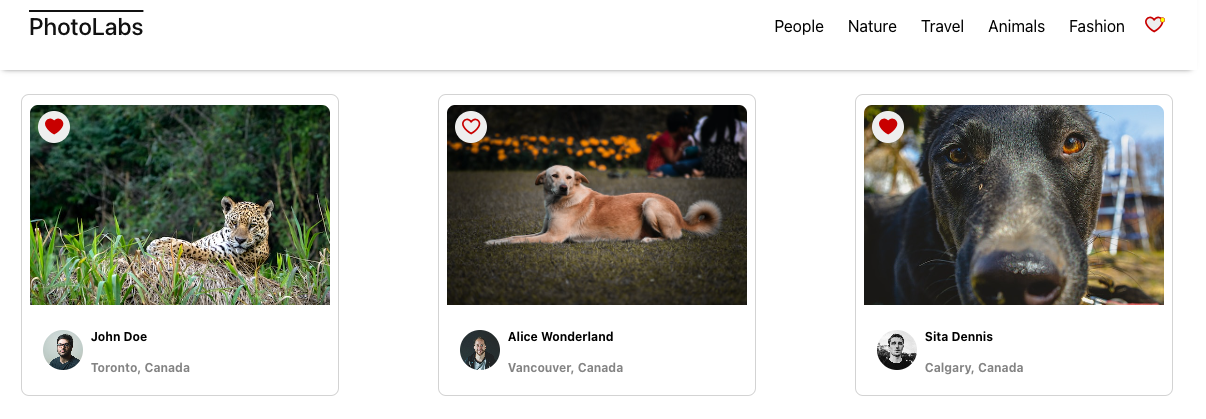 PhotoLabs
People Nature Travel Animals Fashion
John Doe
Toronto, Canada
Alice Wonderland
Vancouver, Canada
Sita Dennis
Calgary, Canada